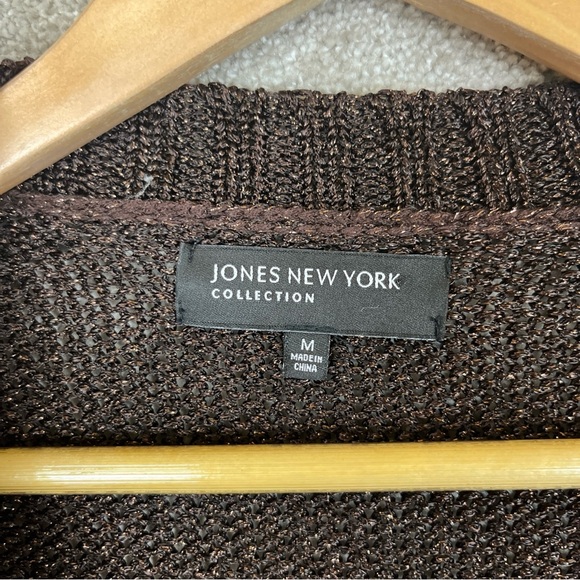 JONES NEW YORK
COLLECTION
M
MADE IN
CHINA